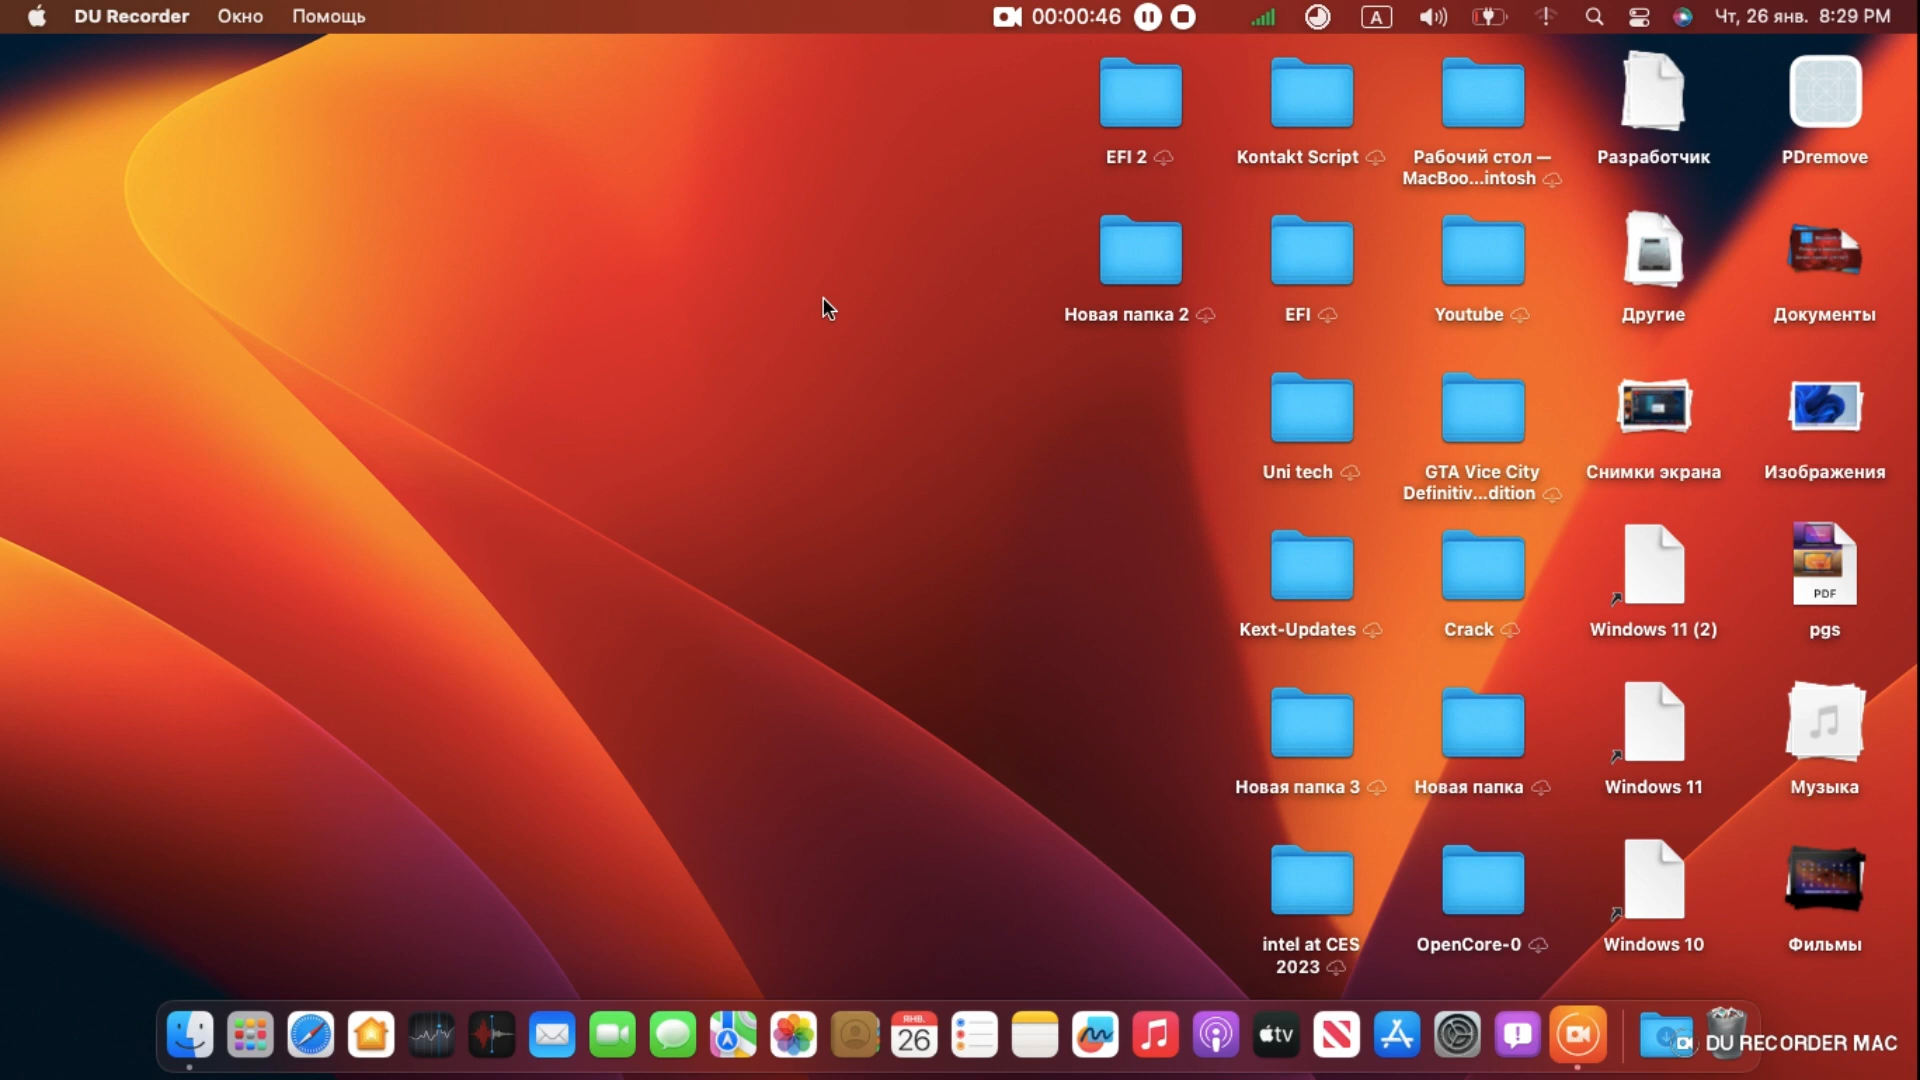 DU Recorder Окно Помощь 00:00:46 A Чт, 26 янв. 8:29 PM
EFI 2
Kontakt Script
Рабочий стол —
MacBoo...intosh
Разработчик
PDremove
Новая папка 2
EFI
Youtube
Другие
Документы
Uni tech
GTA Vice City
Definitiv...dition
Снимки экрана
Изображения
PDF
Kext-Updates
Crack
Windows 11 (2)
pgs
Новая папка 3
Новая папка
Windows 11
Музыка
intel at CES
2023
OpenCore-0
Windows 10
Фильмы
ЯНВ.
26
tv
DU RECORDER MAC